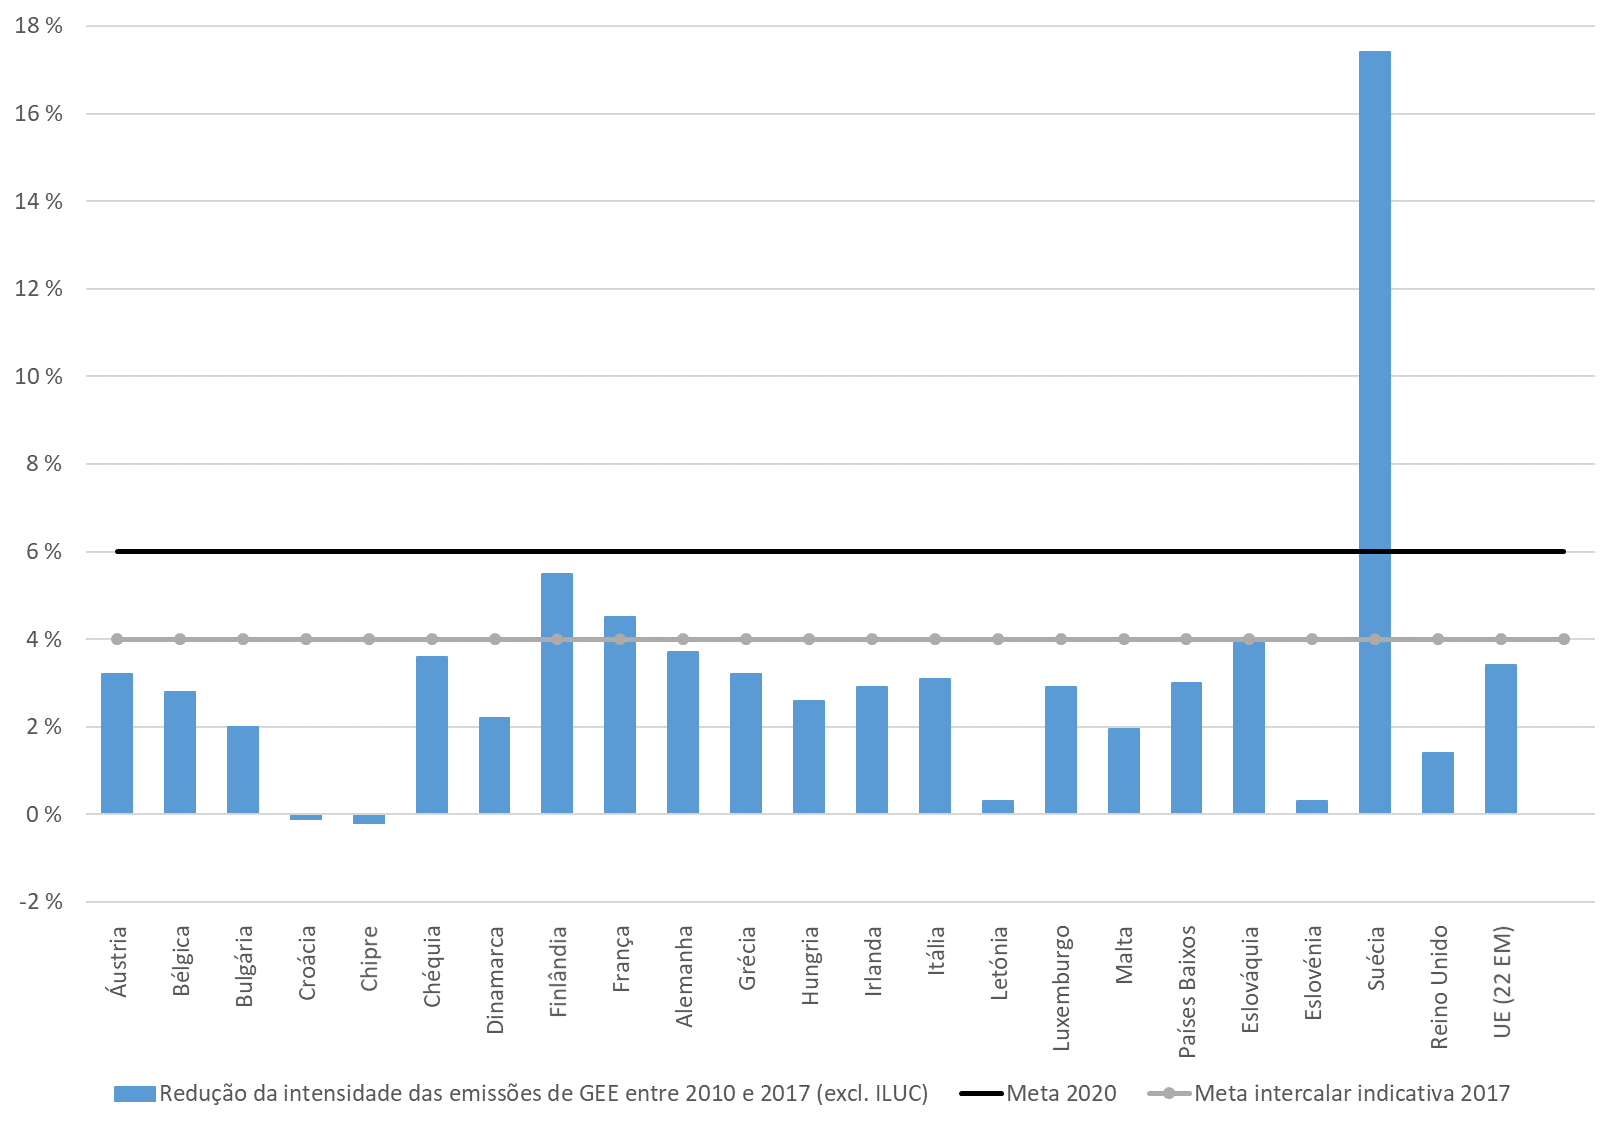 18 %
16 %
14 %
12 %
10 %
8 %
6 %
4 %
2 %
0 %
-2 %
Áustria
Bélgica
Bulgária
Croácia
Chipre
Chéquia
Dinamarca
Finlândia
França
Alemanha
Grécia
Hungria
Irlanda
Itália
Letónia
Luxemburgo
Malta
Países Baixos
Eslováquia
Eslovénia
Suécia
Reino Unido
UE (22 EM)
Redução da intensidade das emissões de GEE entre 2010 e 2017 (excl. ILUC)
Meta 2020
Meta intercalar indicativa 2017